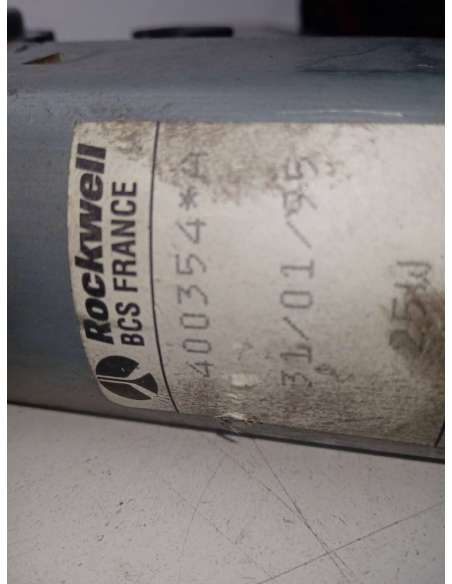 Rockwell
BCS FRANCE
400354*A
31/01/95